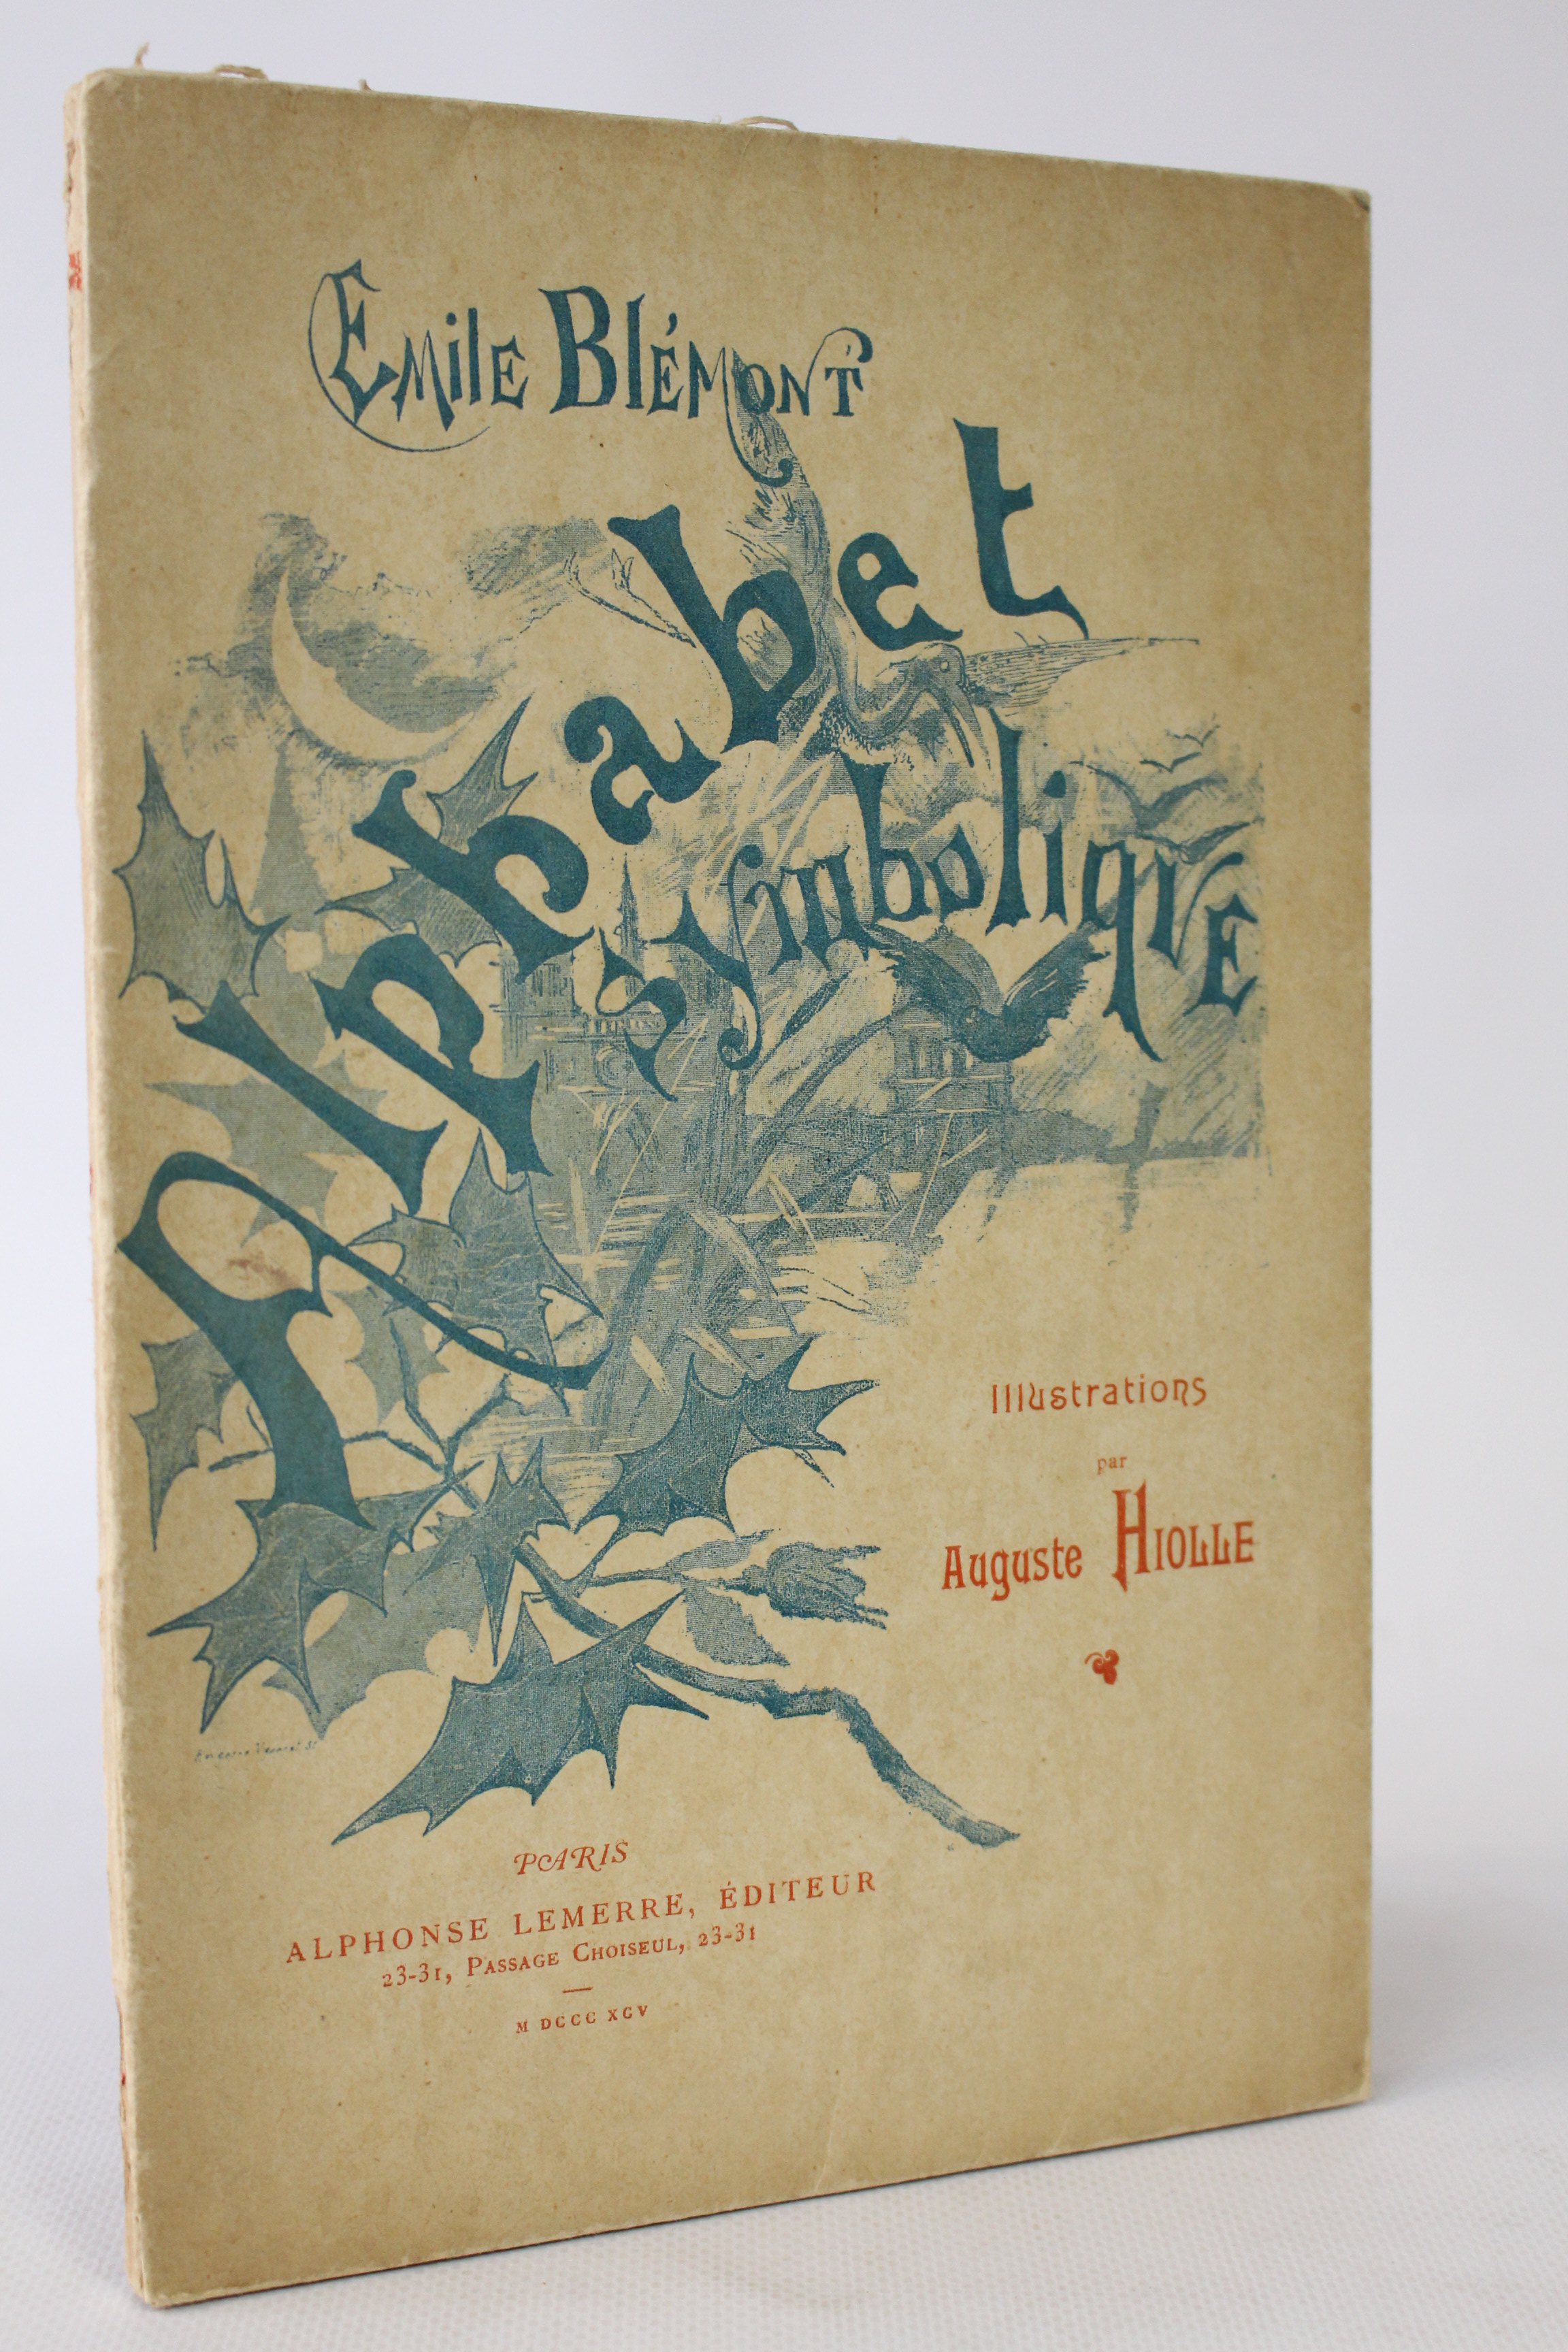 Emile Blémont
Alphabet
symbolique
Illustrations
par
Auguste Hiolle
PARIS
ALPHONSE LEMERRE, ÉDITEUR
23-31, Passage Choiseul, 23-31
M DCCC XCV